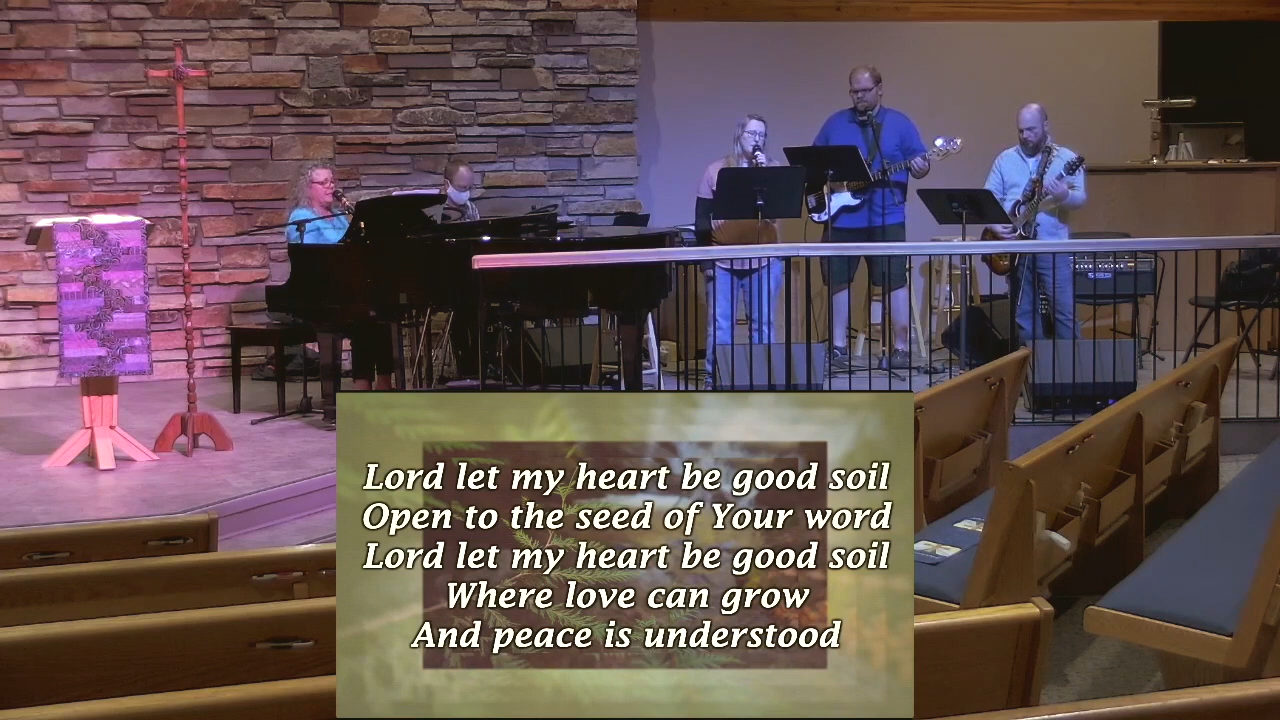 Lord let my heart be good soil
Open to the seed of Your word
Lord let my heart be good soil
Where love can grow
And peace is understood